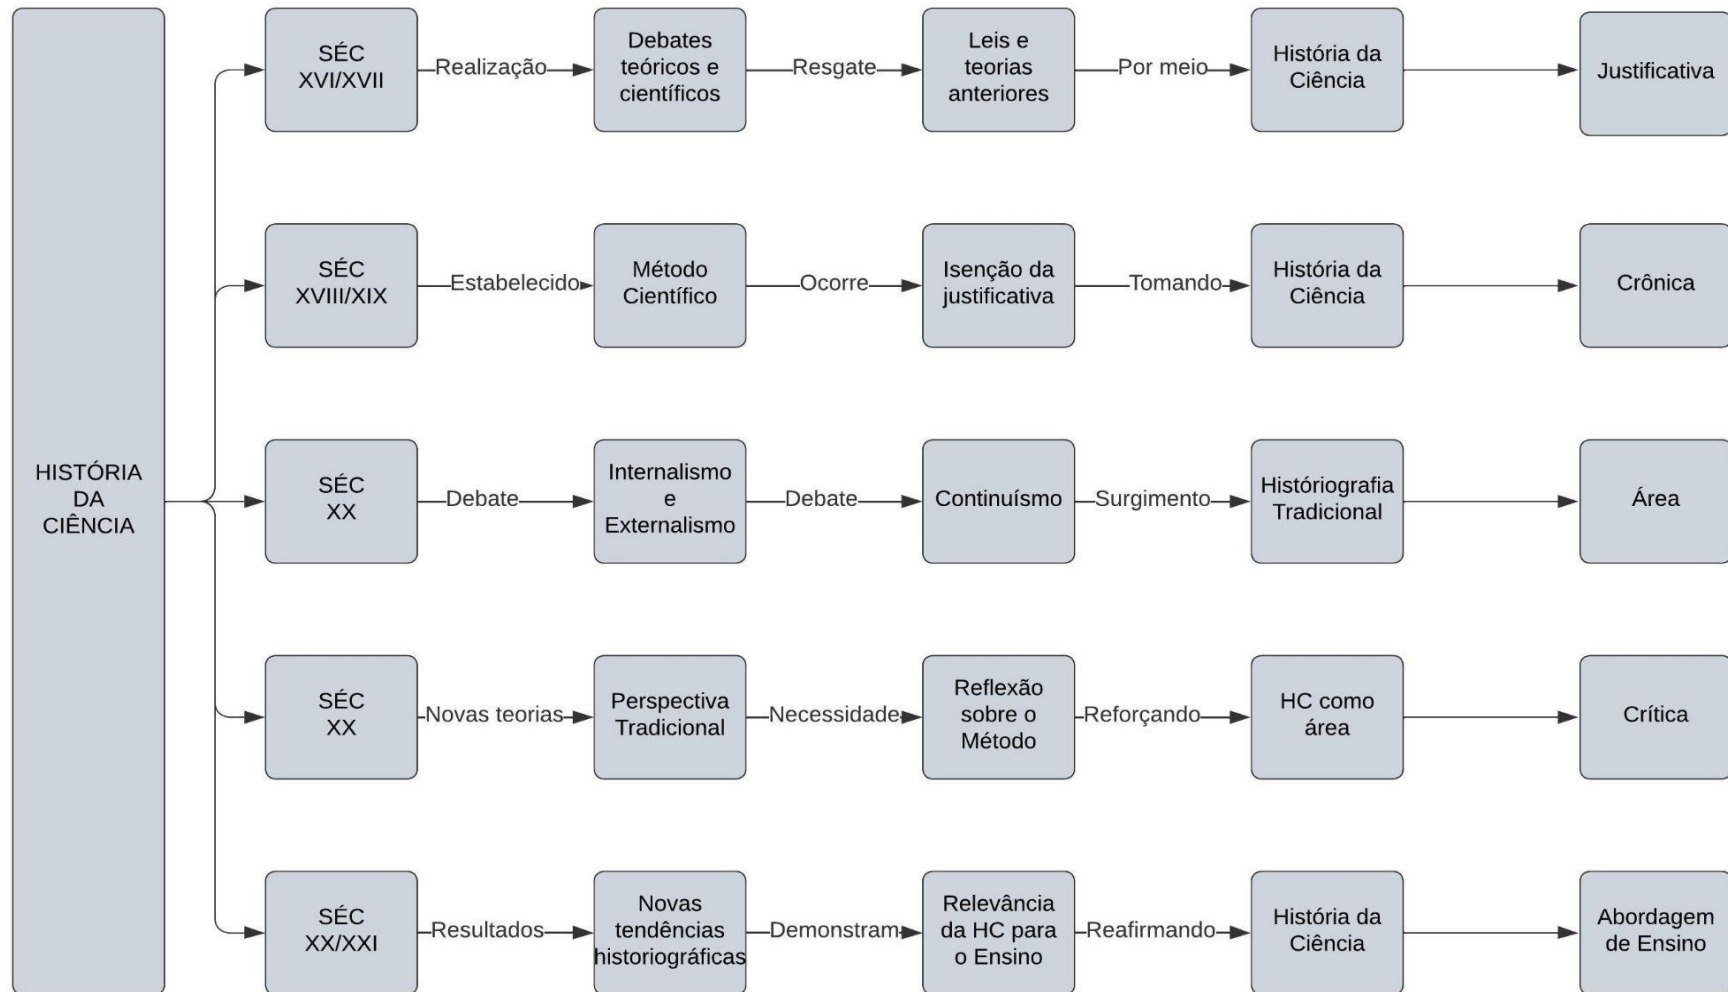 HISTÓRIA
DA
CIÊNCIA
SÉC
XVI/XVII
Realização
Debates
teóricos e
científicos
Resgate
Leis e
teorias
anteriores
Por meio
História da
Ciência
Justificativa
SÉC
XVIII/XIX
Estabelecido
Método
Científico
Ocorre
Isenção da
justificativa
Tomando
História da
Ciência
Crônica
SÉC
XX
Debate
Internalismo
e
Externalismo
Debate
Continuísmo
Surgimento
Históriografia
Tradicional
Área
SÉC
XX
Novas teorias
Perspectiva
Tradicional
Necessidade
Reflexão
sobre o
Método
Reforçando
HC como
área
Crítica
SÉC
XX/XXI
Resultados
Novas
tendências
historiográficas
Demonstram
Relevância
da HC para
o Ensino
Reafirmando
História da
Ciência
Abordagem
de Ensino